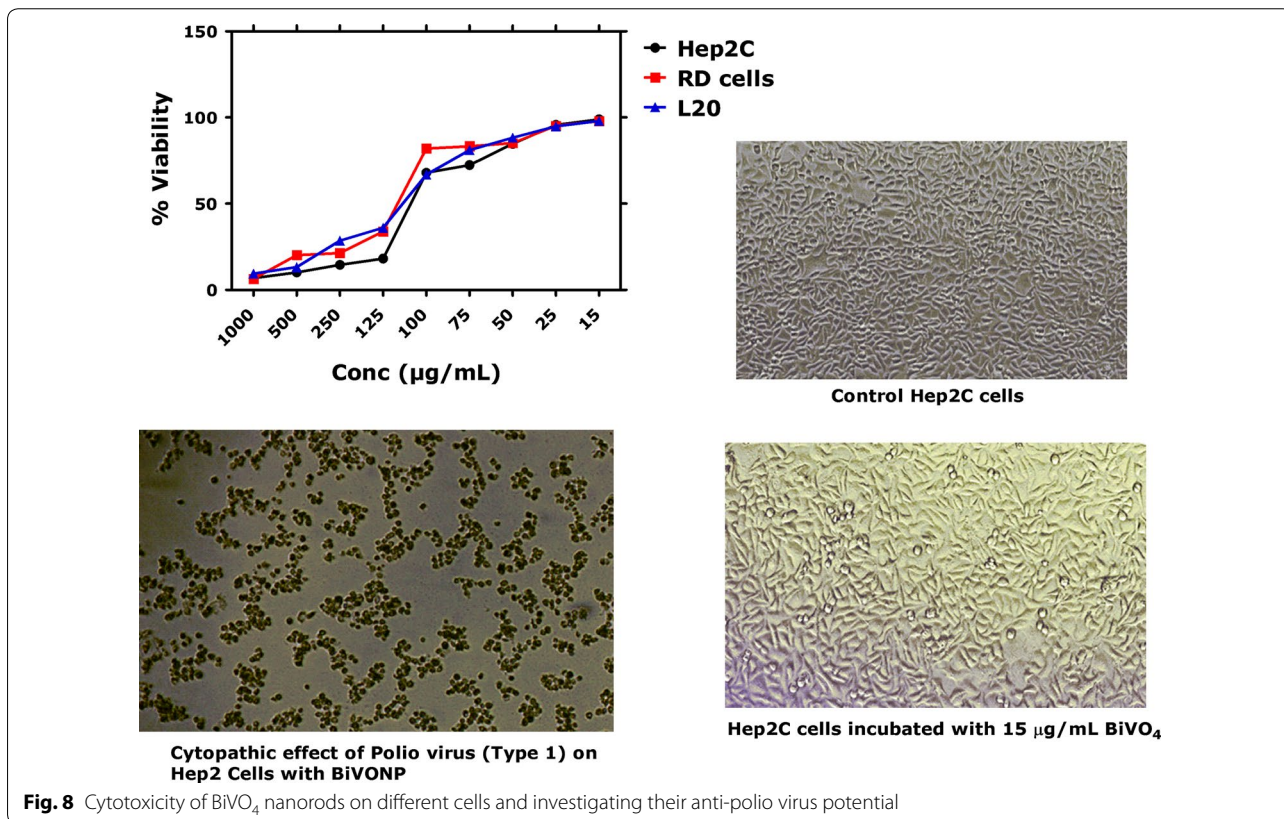 150
100
50
0
% Viability
1000
500
250
125
100
75
50
25
15
Conc (µg/mL)
Hep2C
RD cells
L20
Control Hep2C cells
Cytopathic effect of Polio virus (Type 1) on
Hep2 Cells with BiVONP
Hep2C cells incubated with 15 µg/mL BiVO₄
Fig. 8 Cytotoxicity of BiVO₄ nanorods on different cells and investigating their anti-polio virus potential